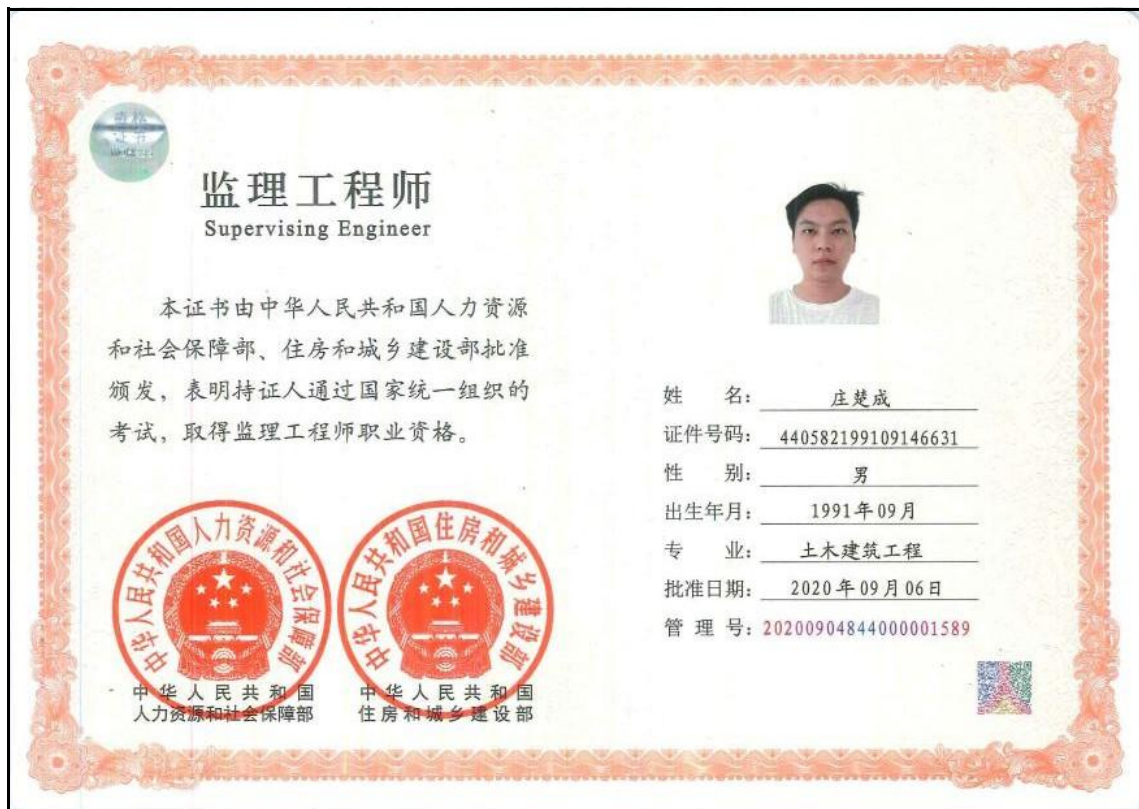 监理工程师
Supervising Engineer
本证书由中华人民共和国人力资源
和社会保障部、住房和城乡建设部批准
颁发，表明持证人通过国家统一组织的
考试，取得监理工程师职业资格。
中华人民共和国人力资源和社会保障部
中华人民共和国住房和城乡建设部
中华人民共和国
人力资源和社会保障部
中华人民共和国
住房和城乡建设部
姓 名：庄楚成
证件号码：440582199109146631
性 别：男
出生年月：1991年09月
专 业：土木建筑工程
批准日期：2020年09月06日
管 理 号：20200904844000001589